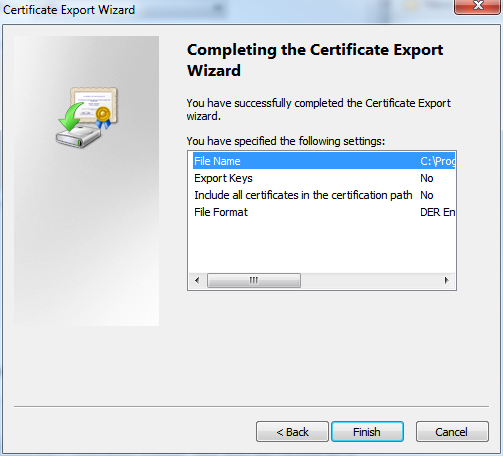 Certificate Export Wizard
Completing the Certificate Export
Wizard
You have successfully completed the Certificate Export
wizard.
You have specified the following settings:
File Name C:\Prog
Export Keys No
Include all certificates in the certification path No
File Format DER En
< Back Finish Cancel